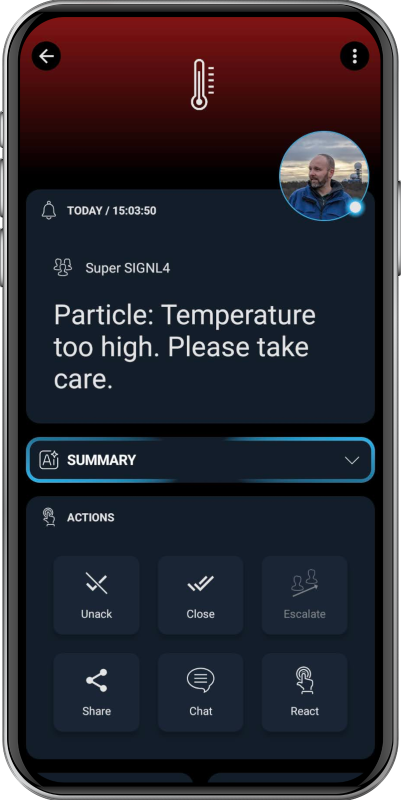 TODAY / 15:03:50
Super SIGNL4
Particle: Temperature
too high. Please take
care.
Ai SUMMARY
ACTIONS
Unack
Close
Escalate
Share
Chat
React